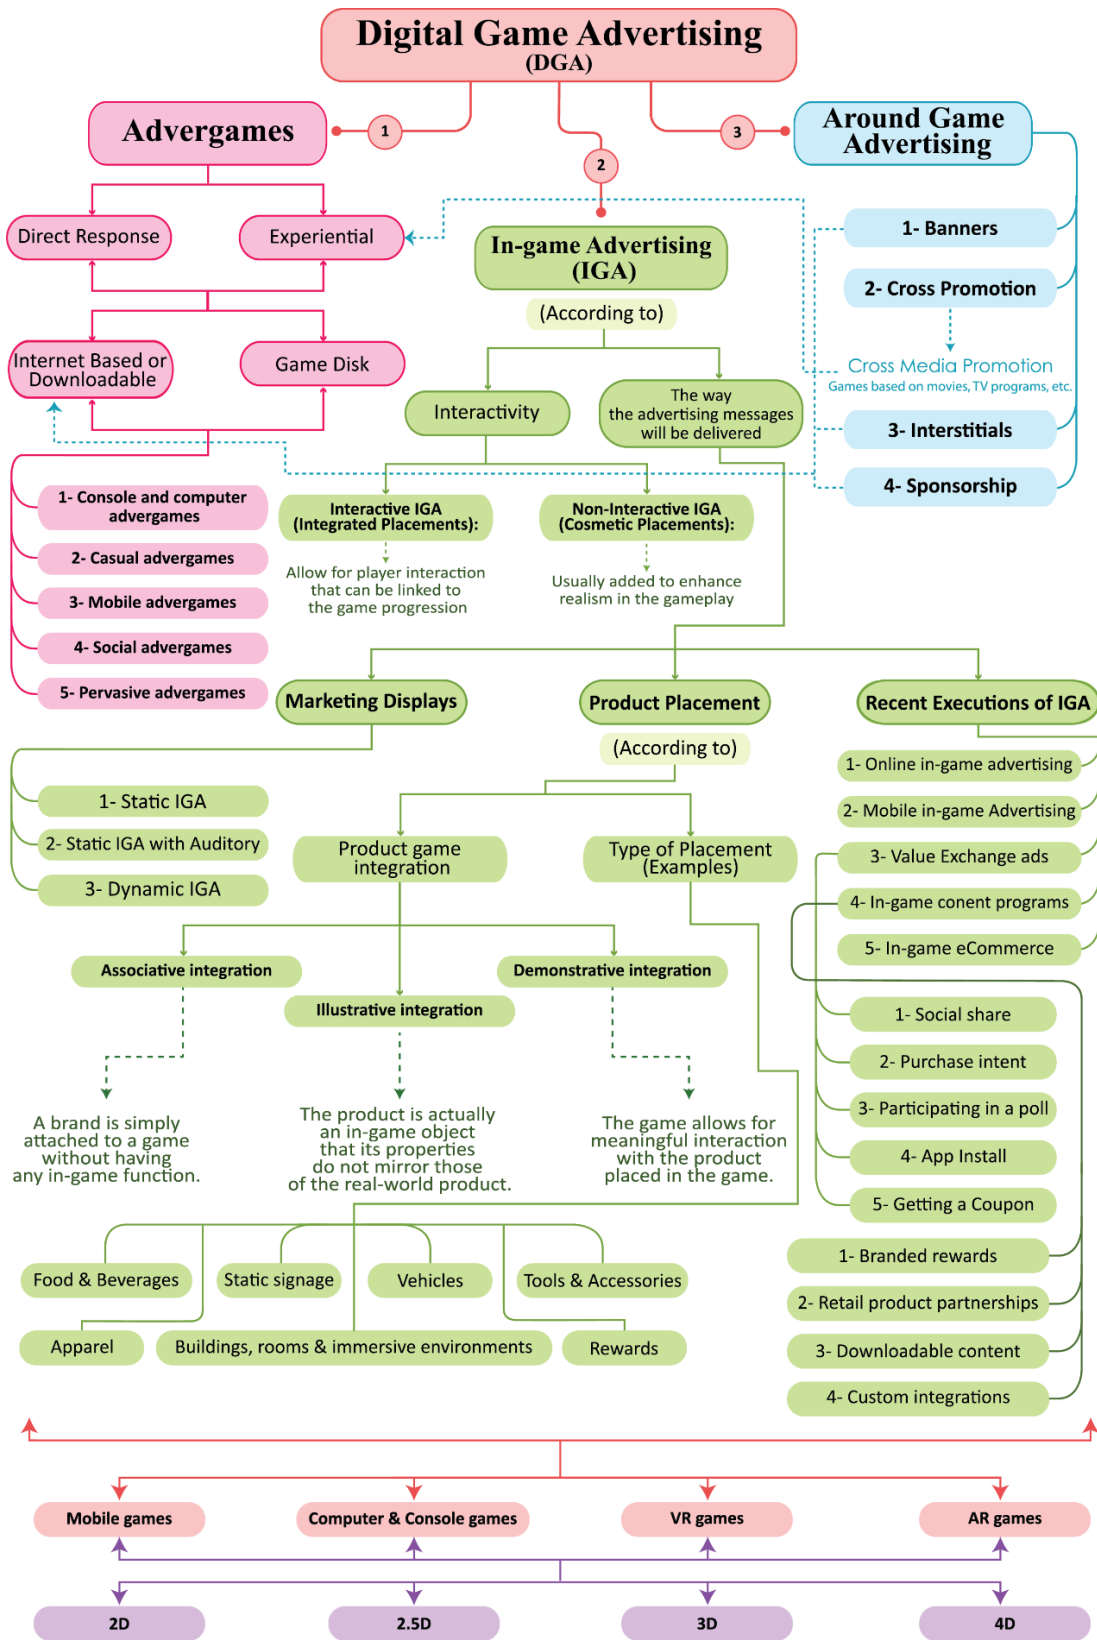 Digital Game Advertising
(DGA)
1
2
3
Advergames
Around Game
Advertising
Direct Response
Experiential
In-game Advertising
(IGA)
1- Banners
2- Cross Promotion
(According to)
Internet Based or
Downloadable
Game Disk
Cross Media Promotion
Games based on movies, TV programs, etc.
Interactivity
The way
the advertising messages
will be delivered
3- Interstitials
4- Sponsorship
1- Console and computer
advergames
2- Casual advergames
3- Mobile advergames
4- Social advergames
5- Pervasive advergames
Interactive IGA
(Integrated Placements):
Non-Interactive IGA
(Cosmetic Placements):
Allow for player interaction
that can be linked to
the game progression
Usually added to enhance
realism in the gameplay
Marketing Displays
Product Placement
Recent Executions of IGA
(According to)
1- Static IGA
2- Static IGA with Auditory
3- Dynamic IGA
Product game
integration
Type of Placement
(Examples)
1- Online in-game advertising
2- Mobile in-game Advertising
3- Value Exchange ads
4- In-game conent programs
5- In-game eCommerce
Associative integration
Illustrative integration
Demonstrative integration
A brand is simply
attached to a game
without having
any in-game function.
The product is actually
an in-game object
that its properties
do not mirror those
of the real-world product.
The game allows for
meaningful interaction
with the product
placed in the game.
1- Social share
2- Purchase intent
3- Participating in a poll
4- App Install
5- Getting a Coupon
1- Branded rewards
2- Retail product partnerships
3- Downloadable content
4- Custom integrations
Food & Beverages
Static signage
Vehicles
Tools & Accessories
Apparel
Buildings, rooms & immersive environments
Rewards
Mobile games
Computer & Console games
VR games
AR games
2D
2.5D
3D
4D